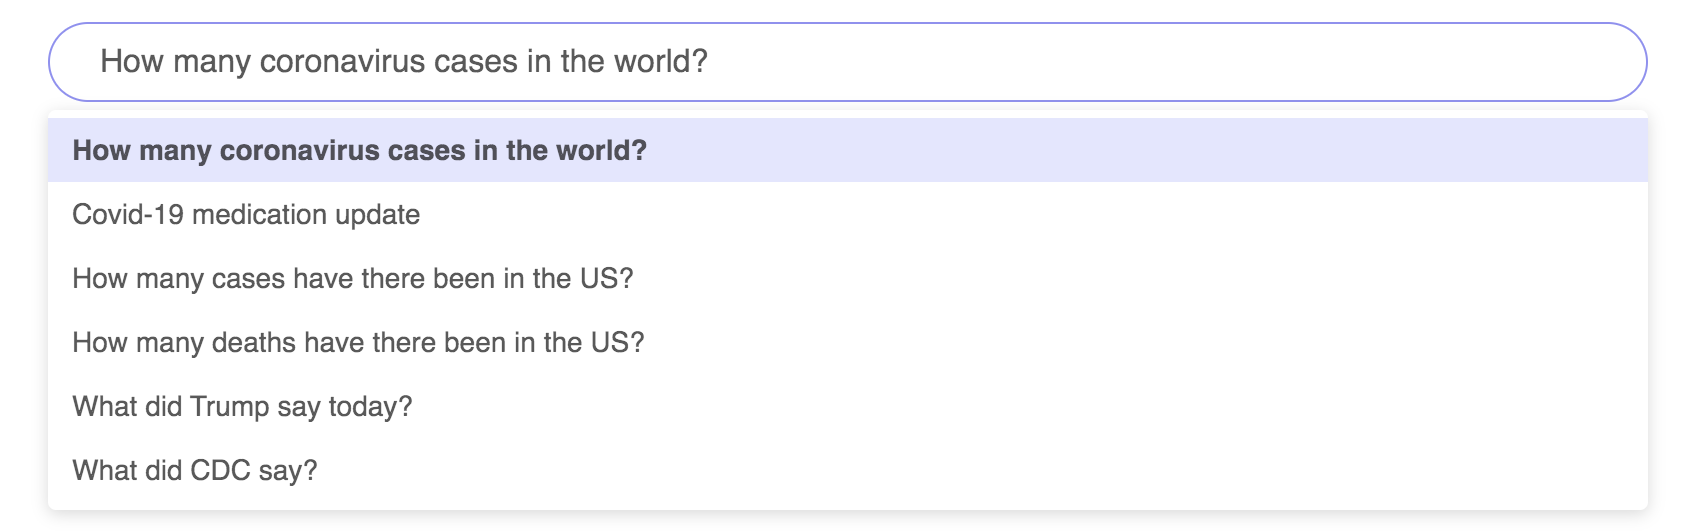 How many coronavirus cases in the world?
How many coronavirus cases in the world?
Covid-19 medication update
How many cases have there been in the US?
How many deaths have there been in the US?
What did Trump say today?
What did CDC say?